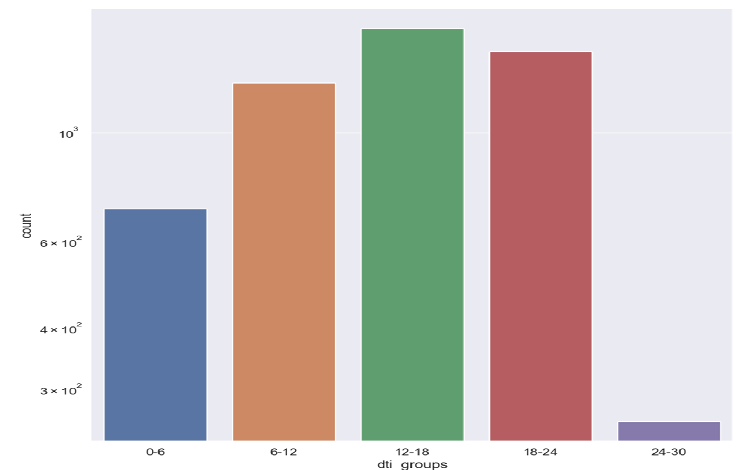 10³
6 × 10²
4 × 10²
3 × 10²
count
0-6
6-12
12-18
18-24
24-30
dti_groups